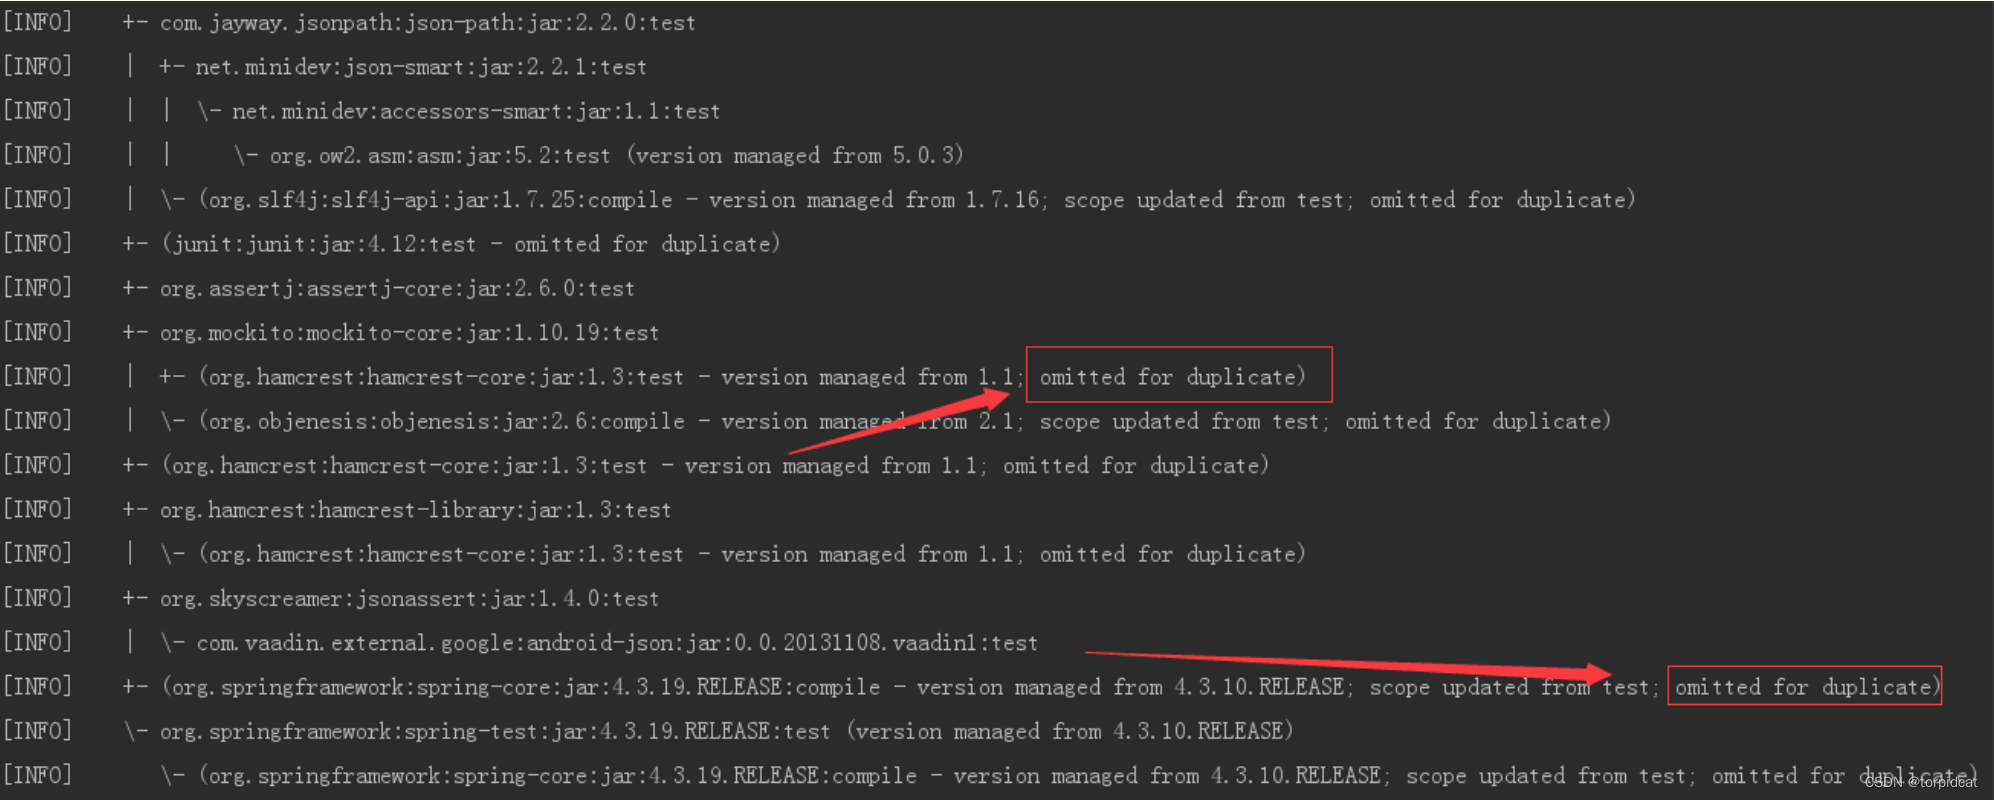 [INFO]    +- com.jayway.jsonpath:json-path:jar:2.2.0:test
[INFO]    |  +- net.minidev:json-smart:jar:2.2.1:test
[INFO]    |  |  \- net.minidev:accessors-smart:jar:1.1:test
[INFO]    |  |     \- org.ow2.asm:asm:jar:5.2:test (version managed from 5.0.3)
[INFO]    |  \- (org.slf4j:slf4j-api:jar:1.7.25:compile - version managed from 1.7.16; scope updated from test; omitted for duplicate)
[INFO]    +- (junit:junit:jar:4.12:test - omitted for duplicate)
[INFO]    +- org.assertj:assertj-core:jar:2.6.0:test
[INFO]    +- org.mockito:mockito-core:jar:1.10.19:test
[INFO]    |  +- (org.hamcrest:hamcrest-core:jar:1.3:test - version managed from 1.1; omitted for duplicate)
[INFO]    |  \- (org.objenesis:objenesis:jar:2.6:compile - version managed from 2.1; scope updated from test; omitted for duplicate)
[INFO]    +- (org.hamcrest:hamcrest-core:jar:1.3:test - version managed from 1.1; omitted for duplicate)
[INFO]    +- org.hamcrest:hamcrest-library:jar:1.3:test
[INFO]    |  \- (org.hamcrest:hamcrest-core:jar:1.3:test - version managed from 1.1; omitted for duplicate)
[INFO]    +- org.skyscreamer:jsonassert:jar:1.4.0:test
[INFO]    |  \- com.vaadin.external.google:android-json:jar:0.0.20131108.vaadin1:test
[INFO]    +- (org.springframework:spring-core:jar:4.3.19.RELEASE:compile - version managed from 4.3.10.RELEASE; scope updated from test; omitted for duplicate)
[INFO]    \- org.springframework:spring-test:jar:4.3.19.RELEASE:test (version managed from 4.3.10.RELEASE)
[INFO]       \- (org.springframework:spring-core:jar:4.3.19.RELEASE:compile - version managed from 4.3.10.RELEASE; scope updated from test; omitted for duplicate)
CSDN @torpidcat